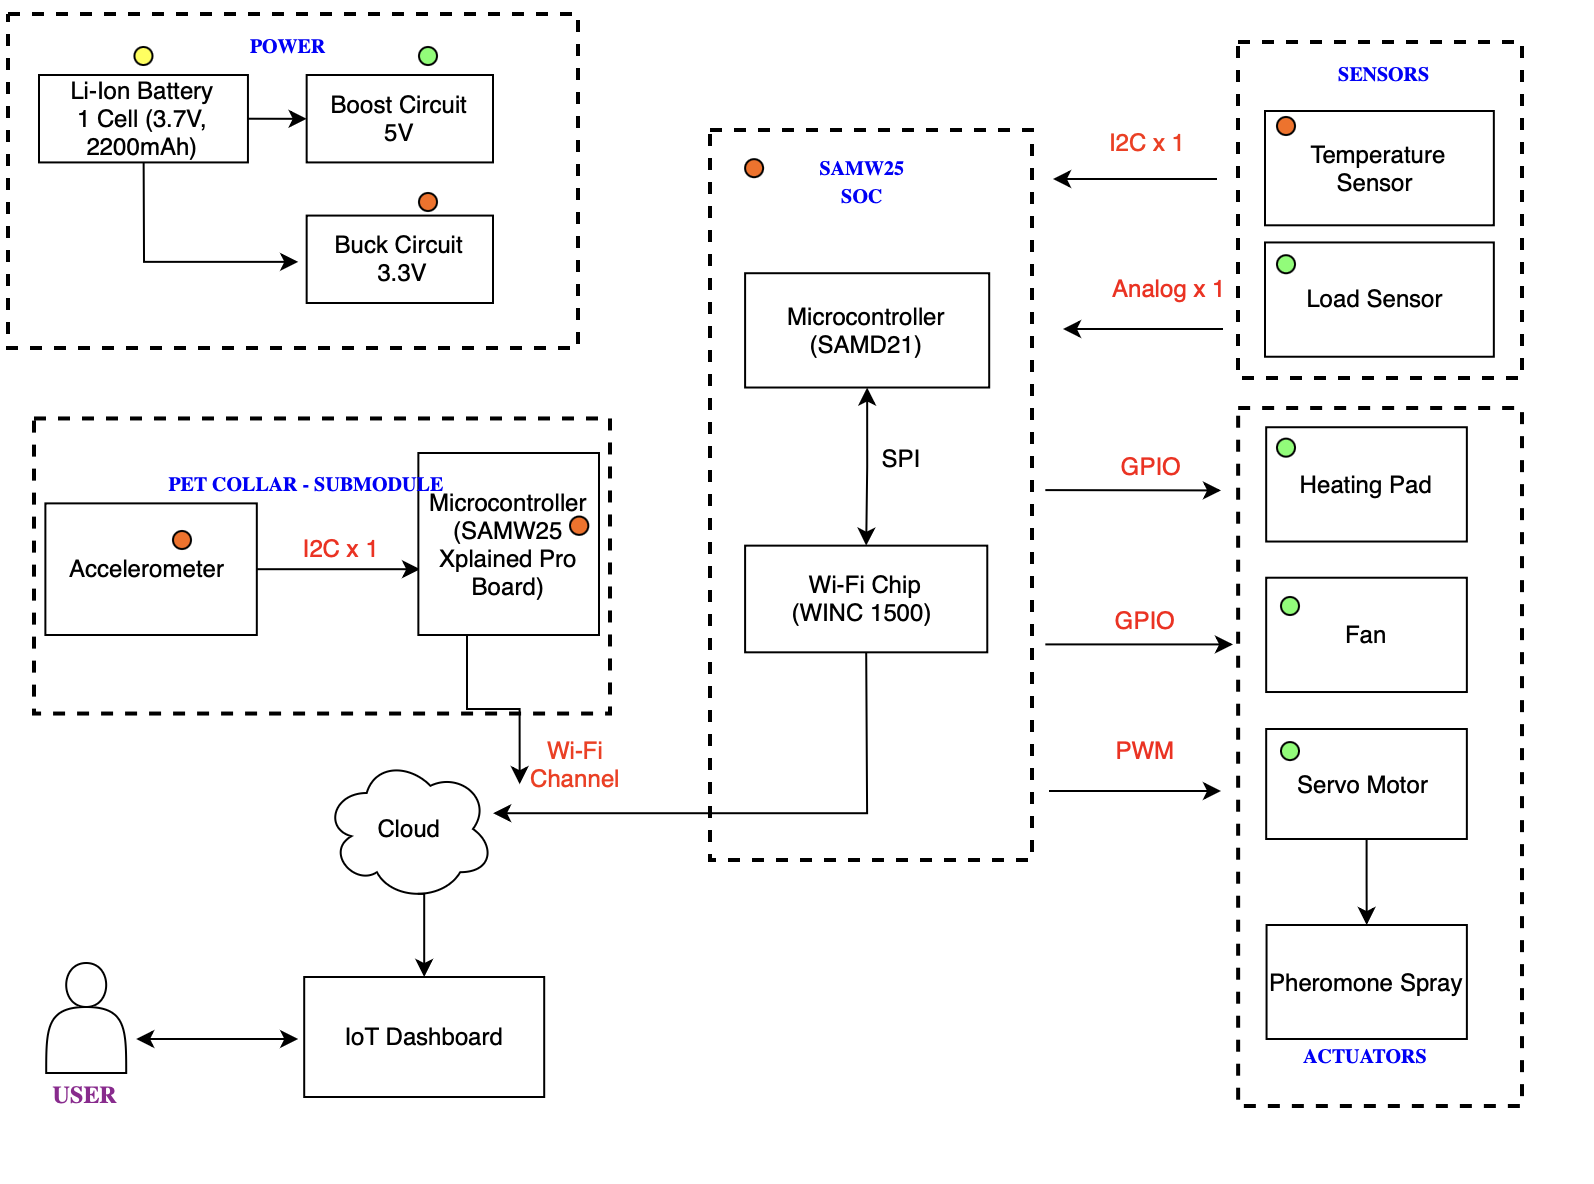 POWER
Li-Ion Battery
1 Cell (3.7V,
2200mAh)
Boost Circuit
5V
Buck Circuit
3.3V
PET COLLAR - SUBMODULE
Accelerometer
I2C x 1
Microcontroller
(SAMW25
Xplained Pro
Board)
Wi-Fi
Channel
Cloud
IoT Dashboard
USER
SAMW25
SOC
Microcontroller
(SAMD21)
SPI
Wi-Fi Chip
(WINC 1500)
I2C x 1
Analog x 1
GPIO
GPIO
PWM
SENSORS
Temperature
Sensor
Load Sensor
Heating Pad
Fan
Servo Motor
Pheromone Spray
ACTUATORS